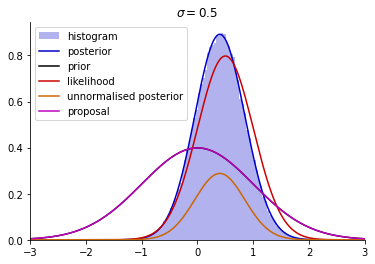 σ = 0.5
histogram
posterior
prior
likelihood
unnormalised posterior
proposal
0.8
0.6
0.4
0.2
0.0
−3 −2 −1 0 1 2 3